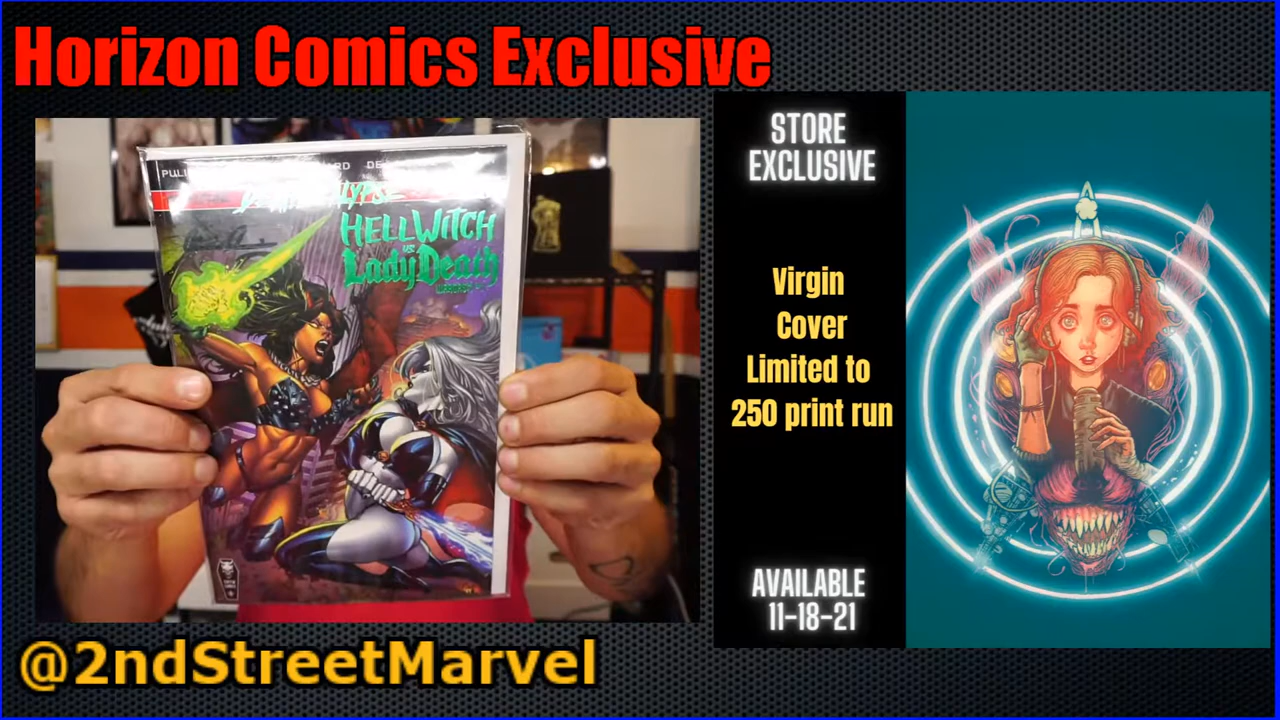 Horizon Comics Exclusive
HELLWITCH
VS
Lady Death
STORE
EXCLUSIVE
Virgin
Cover
Limited to
250 print run
AVAILABLE
11-18-21
@2ndStreetMarvel